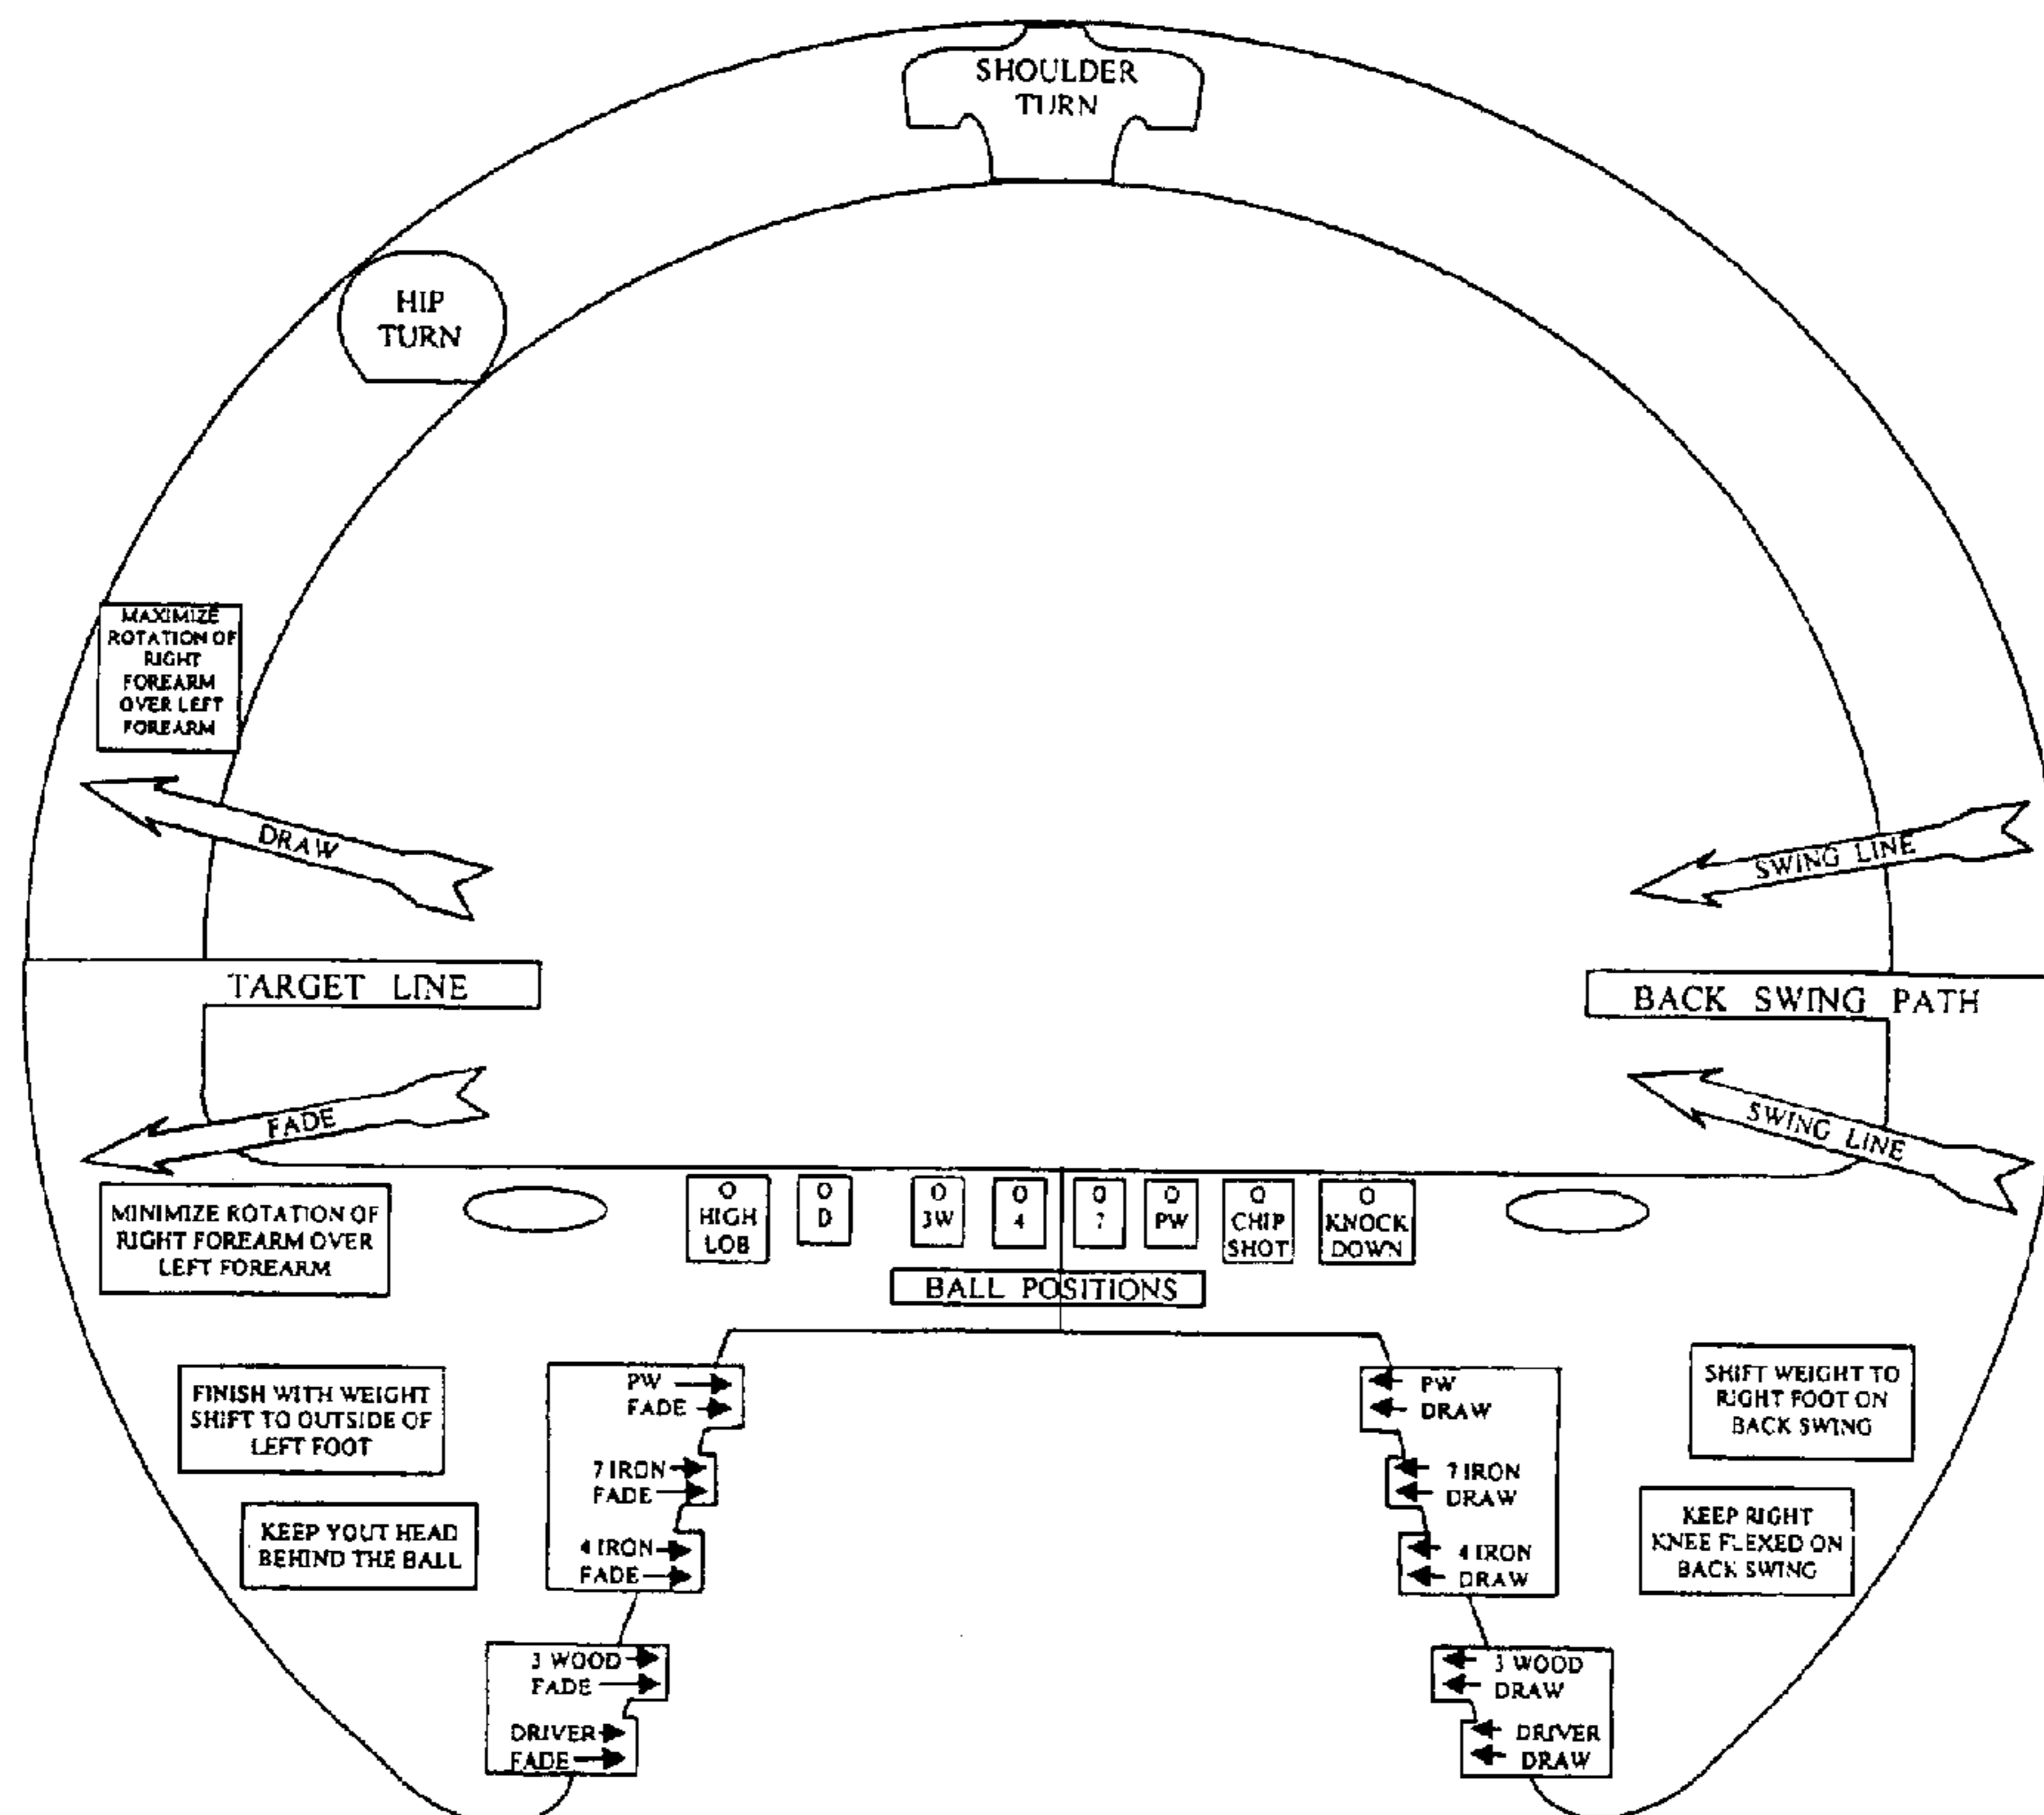 SHOULDER
TURN
HIP
TURN
MAXIMIZE
ROTATION OF
RIGHT
FOREARM
OVER LEFT
FOREARM
DRAW
SWING LINE
TARGET LINE
BACK SWING PATH
FADE
SWING LINE
MINIMIZE ROTATION OF
RIGHT FOREARM OVER
LEFT FOREARM
O
HIGH
LOB
O
D
O
3W
O
4
O
7
O
PW
O
CHIP
SHOT
O
KNOCK
DOWN
BALL POSITIONS
FINISH WITH WEIGHT
SHIFT TO OUTSIDE OF
LEFT FOOT
KEEP YOUT HEAD
BEHIND THE BALL
PW
FADE
7 IRON
FADE
4 IRON
FADE
3 WOOD
FADE
DRIVER
FADE
PW
DRAW
7 IRON
DRAW
4 IRON
DRAW
3 WOOD
DRAW
DRIVER
DRAW
SHIFT WEIGHT TO
RIGHT FOOT ON
BACK SWING
KEEP RIGHT
KNEE FLEXED ON
BACK SWING